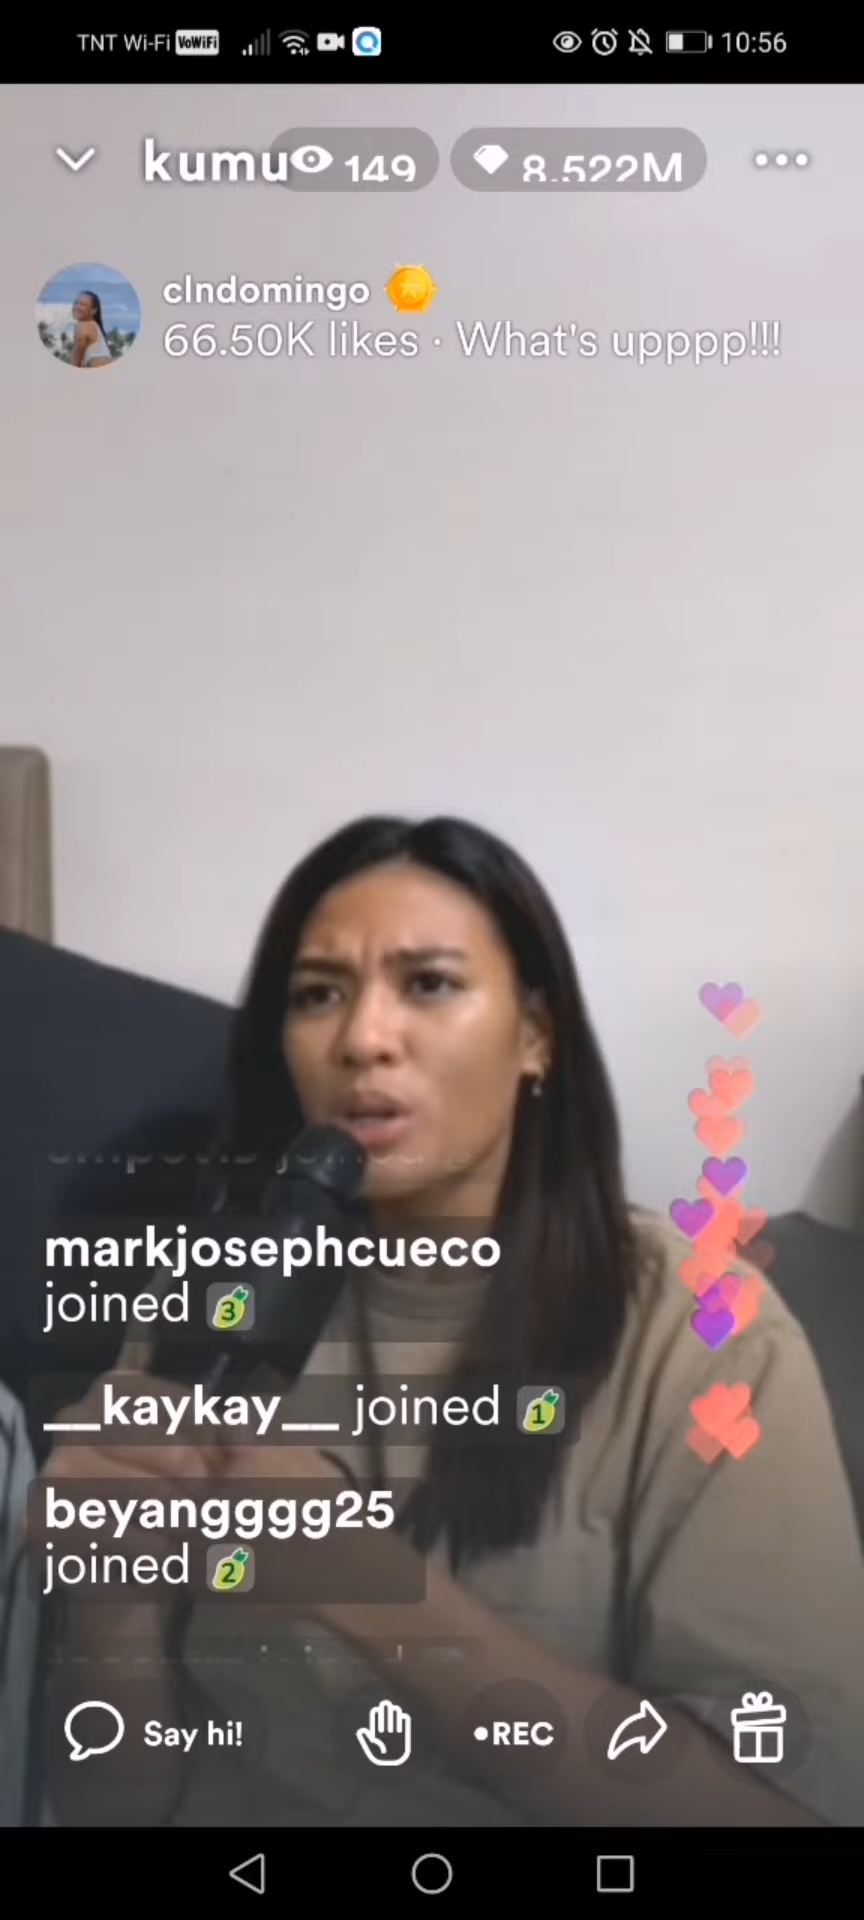 TNT Wi-Fi VoWiFi 10:56
kumu 149 8.522M
clndomingo
66.50K likes · What's upppp!!!
markjosephcueco
joined 3
__kaykay__ joined 1
beyangggg25
joined 2
Say hi! •REC